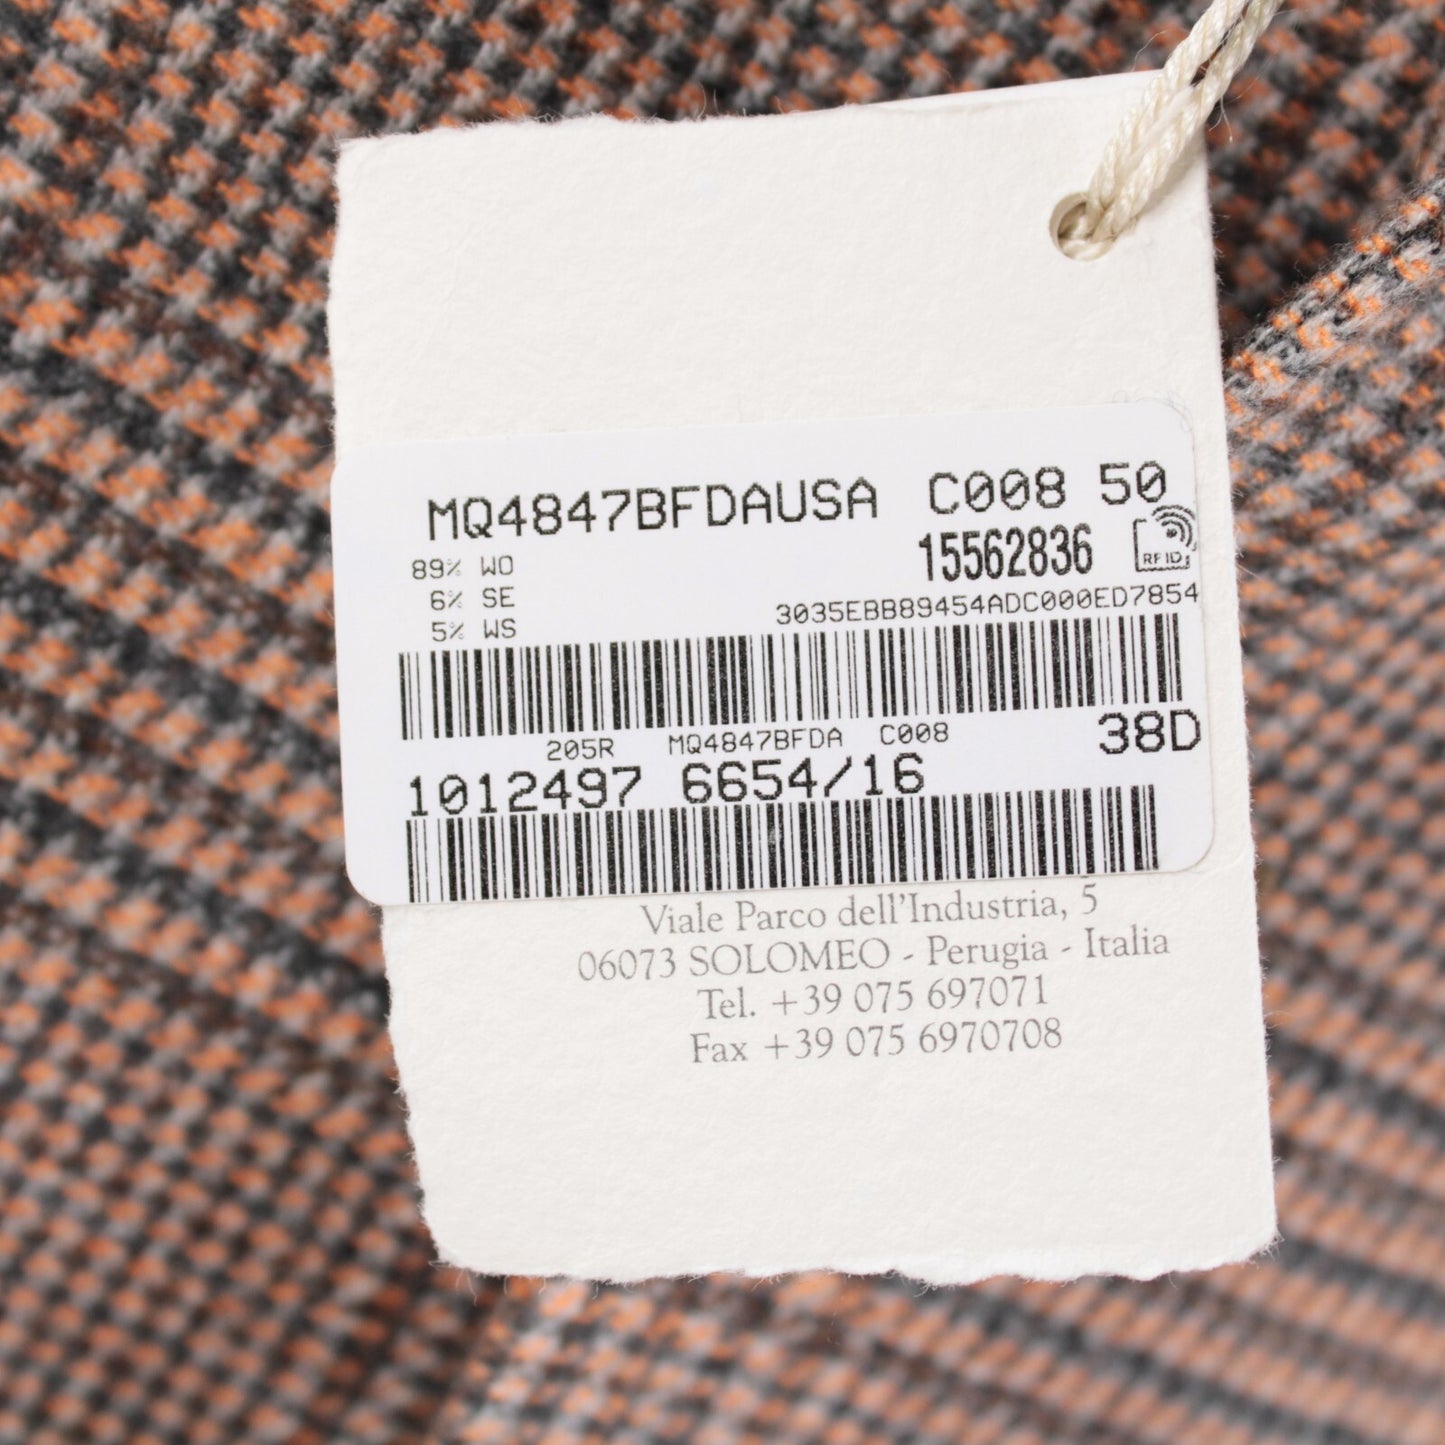 MQ4847BFDAUSA C008 50
89% WO
15562836
RFID
6% SE
3035EBB89454ADC000ED7854
5% WS
205R MQ4847BFDA C008
38D
1012497 6654/16
Viale Parco dell'Industria, 5
06073 SOLOMEO - Perugia - Italia
Tel. +39 075 697071
Fax +39 075 6970708